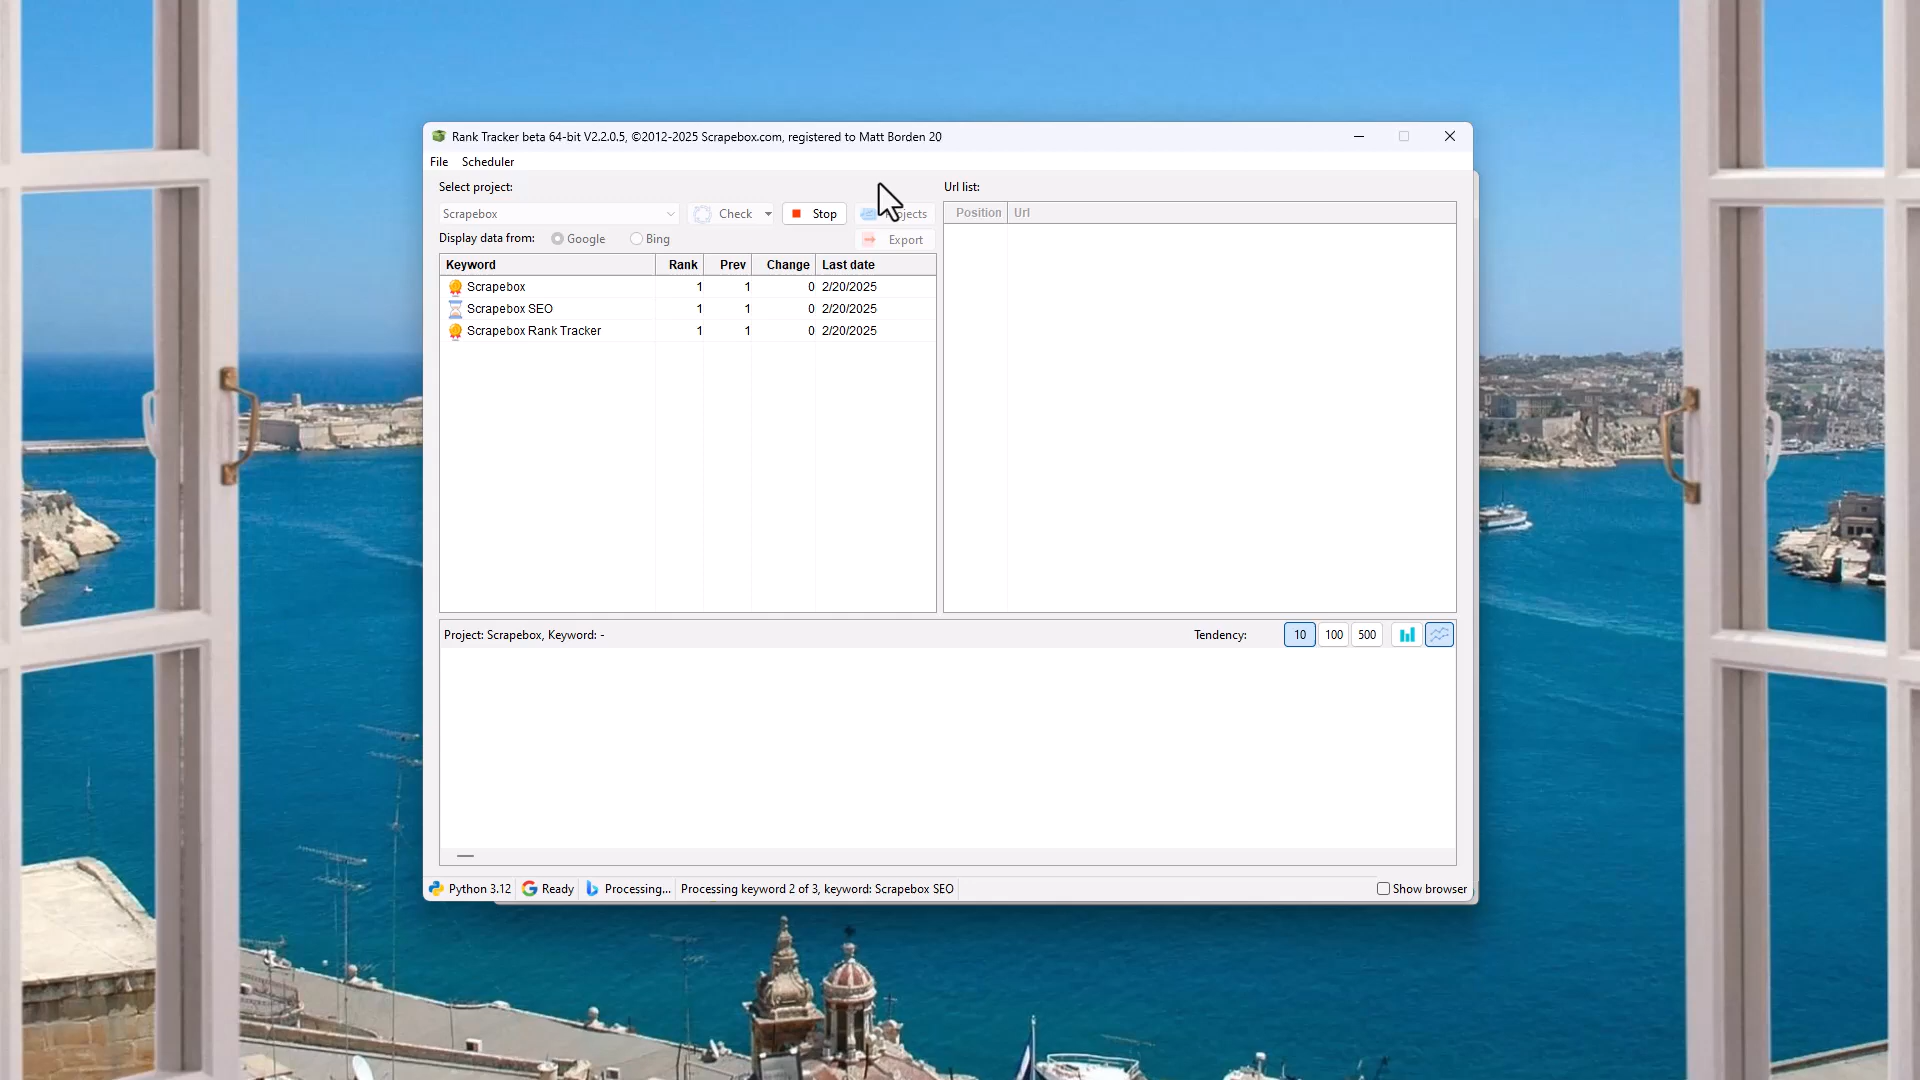 Rank Tracker beta 64-bit V2.2.0.5, ©2012-2025 Scrapebox.com, registered to Matt Borden 20
File Scheduler
Select project:
Url list:
Scrapebox
Check
Stop
Position Url
Display data from:
Google
Bing
Export
Keyword Rank Prev Change Last date
Scrapebox 1 1 0 2/20/2025
Scrapebox SEO 1 1 0 2/20/2025
Scrapebox Rank Tracker 1 1 0 2/20/2025
Project: Scrapebox, Keyword: -
Tendency: 10 100 500
Python 3.12 Ready Processing... Processing keyword 2 of 3, keyword: Scrapebox SEO
Show browser